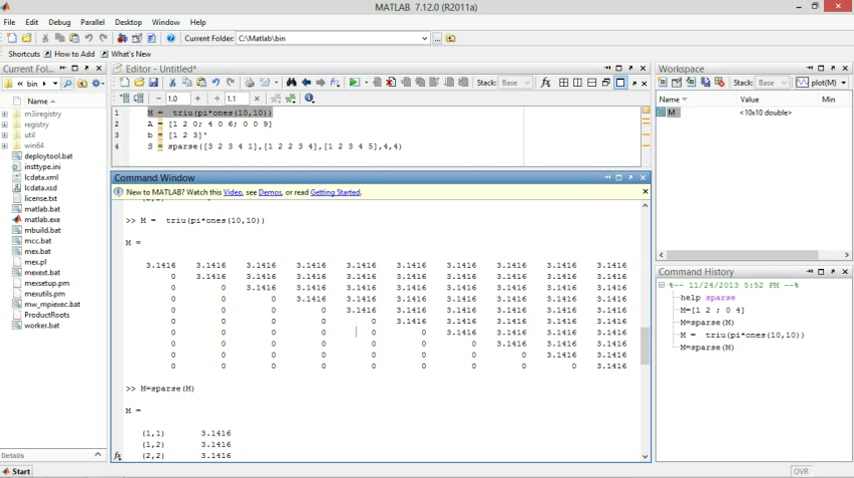 MATLAB 7.12.0 (R2011a)
File Edit Debug Parallel Desktop Window Help
Current Folder: C:\Matlab\bin
Shortcuts How to Add What's New
Current Fol...
« bin
Name
m3iregistry
registry
util
win64
deploytool.bat
insttype.ini
lcdata.xml
lcdata.xsd
license.txt
matlab.bat
matlab.exe
mbuild.bat
mcc.bat
mex.bat
mex.pl
mexext.bat
mexsetup.pm
mexutils.pm
mw_mpiexec.bat
ProductRoots
worker.bat
Details
Start
Editor - Untitled*
Stack: Base
1.0
1.1
1 M = triu(pi*ones(10,10))
2 A = [1 2 0; 4 0 6; 0 0 9]
3 b = [1 2 3]'
4 S = sparse([3 2 3 4 1],[1 2 2 3 4],[1 2 3 4 5],4,4)
Command Window
New to MATLAB? Watch this Video, see Demos, or read Getting Started.
>> M = triu(pi*ones(10,10))
M =
3.1416 3.1416 3.1416 3.1416 3.1416 3.1416 3.1416 3.1416 3.1416 3.1416
0 3.1416 3.1416 3.1416 3.1416 3.1416 3.1416 3.1416 3.1416 3.1416
0 0 3.1416 3.1416 3.1416 3.1416 3.1416 3.1416 3.1416 3.1416
0 0 0 3.1416 3.1416 3.1416 3.1416 3.1416 3.1416 3.1416
0 0 0 0 3.1416 3.1416 3.1416 3.1416 3.1416 3.1416
0 0 0 0 0 3.1416 3.1416 3.1416 3.1416 3.1416
0 0 0 0 0 0 3.1416 3.1416 3.1416 3.1416
0 0 0 0 0 0 0 3.1416 3.1416 3.1416
0 0 0 0 0 0 0 0 3.1416 3.1416
0 0 0 0 0 0 0 0 0 3.1416
>> M=sparse(M)
M =
(1,1) 3.1416
(1,2) 3.1416
(2,2) 3.1416
Workspace
Stack: Base
plot(M)
Name Value Min
M <10x10 double>
Command History
%-- 11/24/2013 5:52 PM --%
help sparse
M=[1 2 ; 0 4]
M=sparse(M)
M = triu(pi*ones(10,10))
M=sparse(M)
OVR